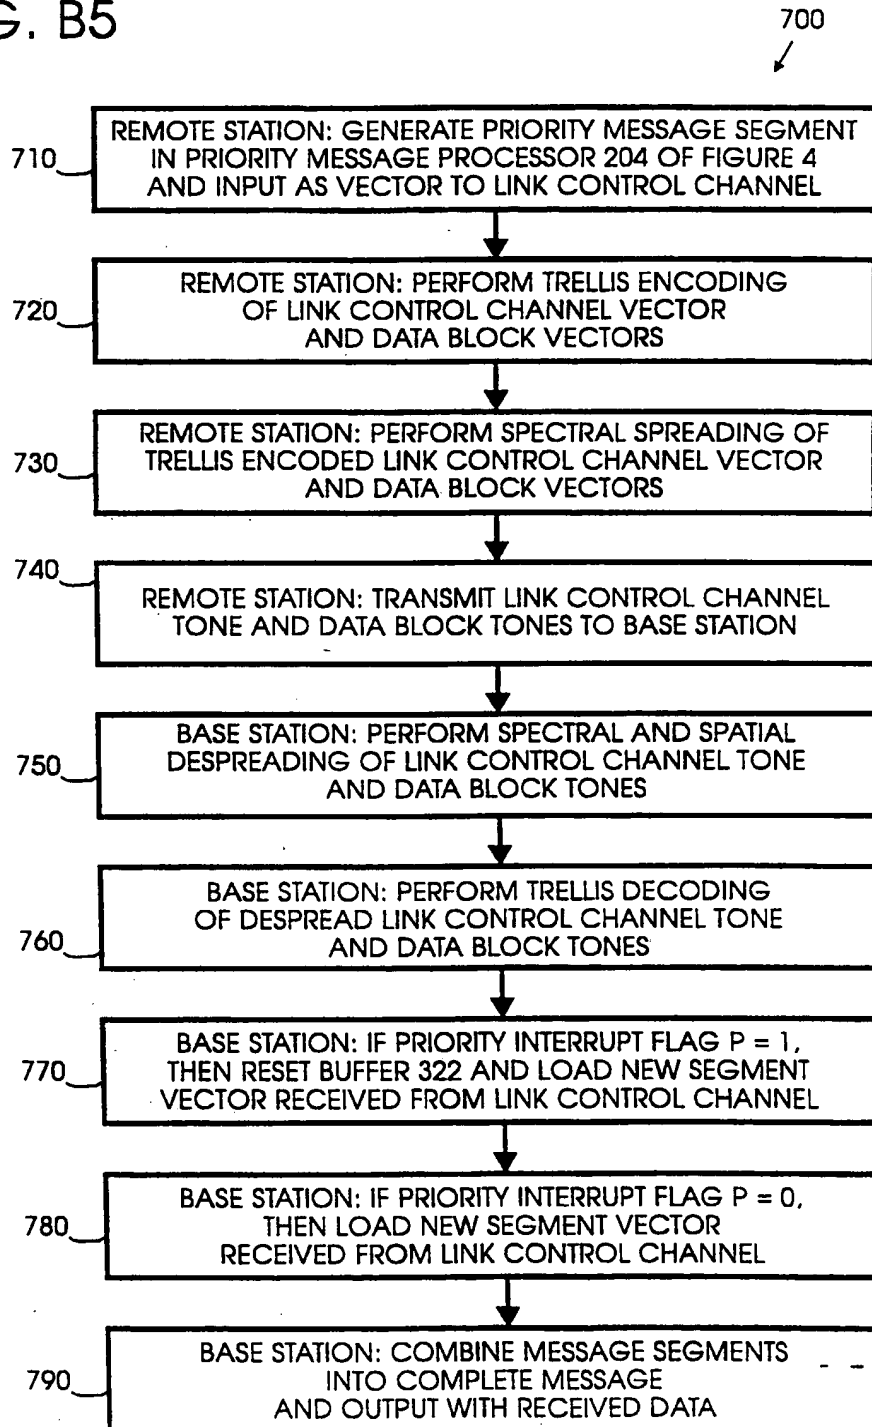 G. B5
700
710
REMOTE STATION: GENERATE PRIORITY MESSAGE SEGMENT
IN PRIORITY MESSAGE PROCESSOR 204 OF FIGURE 4
AND INPUT AS VECTOR TO LINK CONTROL CHANNEL
720
REMOTE STATION: PERFORM TRELLIS ENCODING
OF LINK CONTROL CHANNEL VECTOR
AND DATA BLOCK VECTORS
730
REMOTE STATION: PERFORM SPECTRAL SPREADING OF
TRELLIS ENCODED LINK CONTROL CHANNEL VECTOR
AND DATA BLOCK VECTORS
740
REMOTE STATION: TRANSMIT LINK CONTROL CHANNEL
TONE AND DATA BLOCK TONES TO BASE STATION
750
BASE STATION: PERFORM SPECTRAL AND SPATIAL
DESPREADING OF LINK CONTROL CHANNEL TONE
AND DATA BLOCK TONES
760
BASE STATION: PERFORM TRELLIS DECODING
OF DESPREAD LINK CONTROL CHANNEL TONE
AND DATA BLOCK TONES
770
BASE STATION: IF PRIORITY INTERRUPT FLAG P = 1,
THEN RESET BUFFER 322 AND LOAD NEW SEGMENT
VECTOR RECEIVED FROM LINK CONTROL CHANNEL
780
BASE STATION: IF PRIORITY INTERRUPT FLAG P = 0,
THEN LOAD NEW SEGMENT VECTOR
RECEIVED FROM LINK CONTROL CHANNEL
790
BASE STATION: COMBINE MESSAGE SEGMENTS
INTO COMPLETE MESSAGE
AND OUTPUT WITH RECEIVED DATA